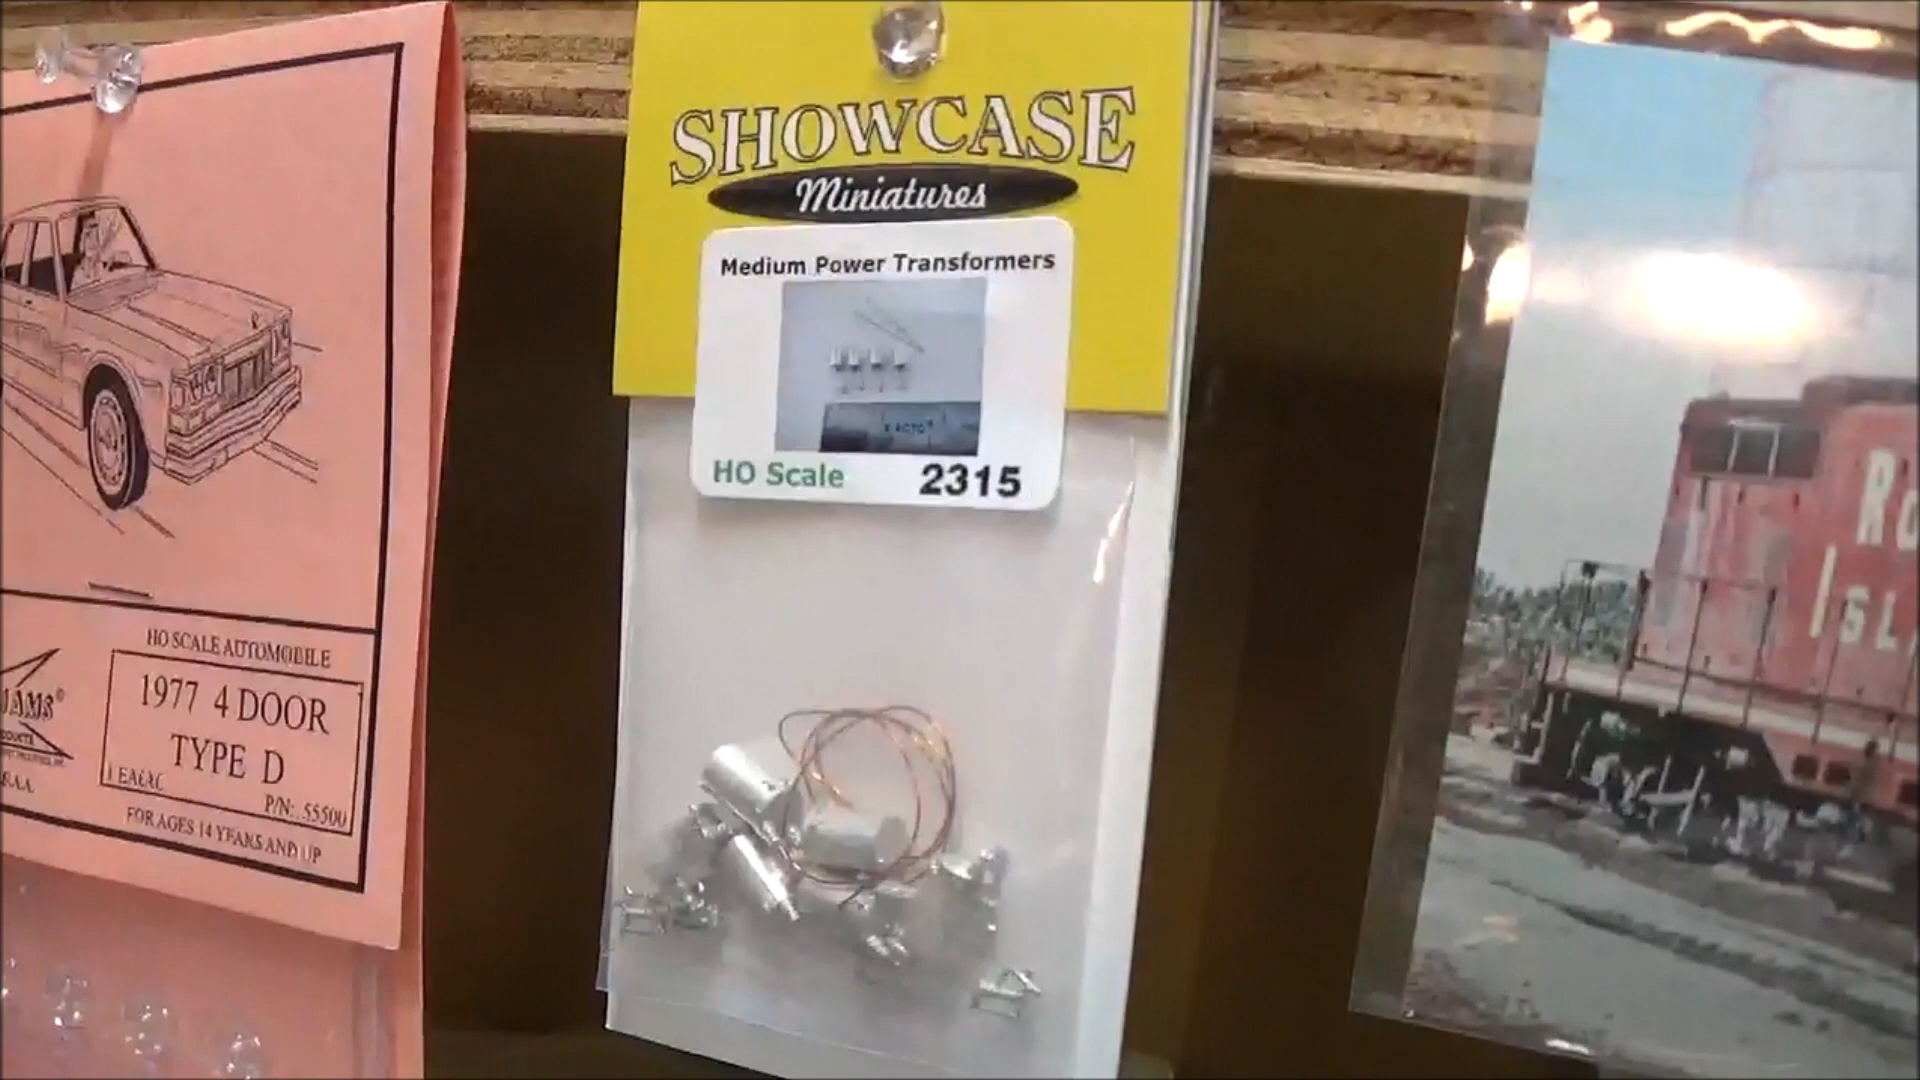 HO SCALE AUTOMOBILE
1977 4 DOOR
TYPE D
P/N: 55500
FOR AGES 14 YEARS AND UP
SHOWCASE
Miniatures
Medium Power Transformers
X-ACTO
HO Scale 2315